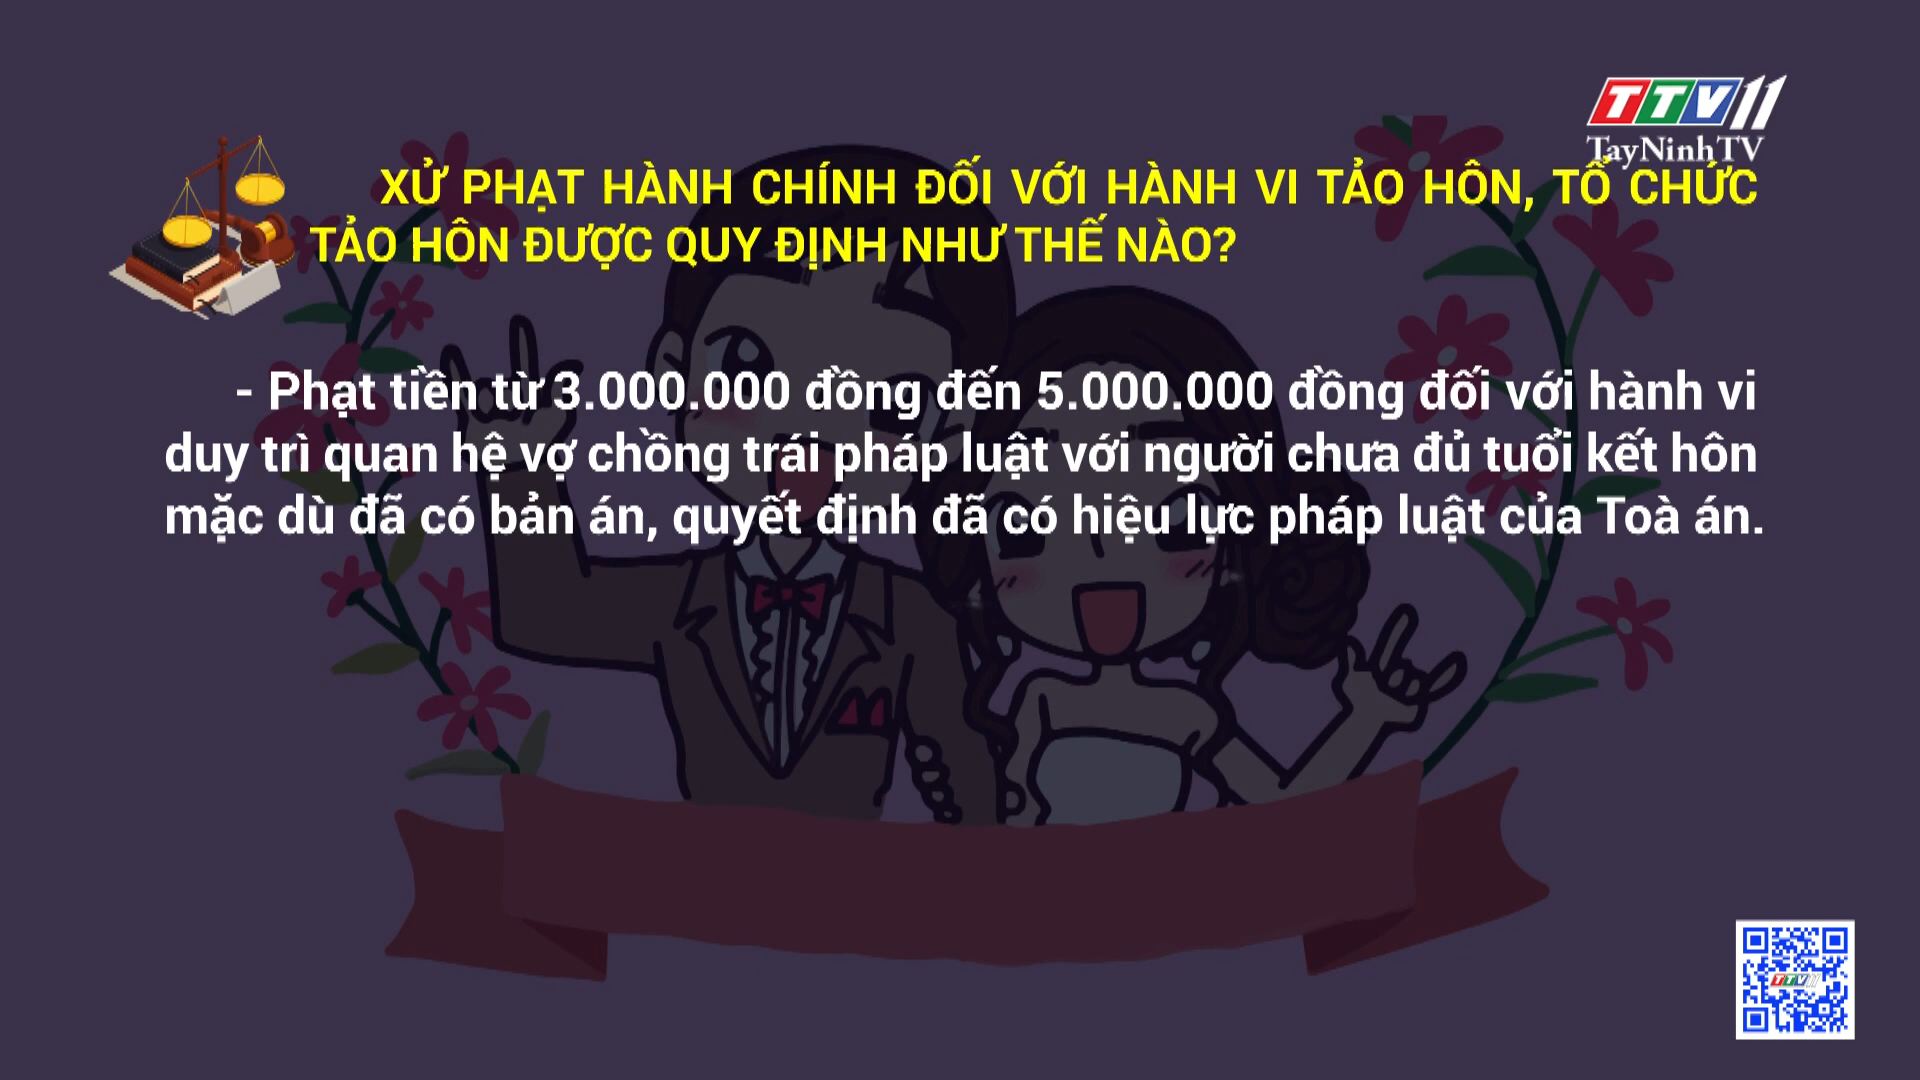 TTV11
TayNinhTV
XỬ PHẠT HÀNH CHÍNH ĐỐI VỚI HÀNH VI TẢO HÔN, TỔ CHỨC
TẢO HÔN ĐƯỢC QUY ĐỊNH NHƯ THẾ NÀO?
- Phạt tiền từ 3.000.000 đồng đến 5.000.000 đồng đối với hành vi
duy trì quan hệ vợ chồng trái pháp luật với người chưa đủ tuổi kết hôn
mặc dù đã có bản án, quyết định đã có hiệu lực pháp luật của Toà án.
TTV11